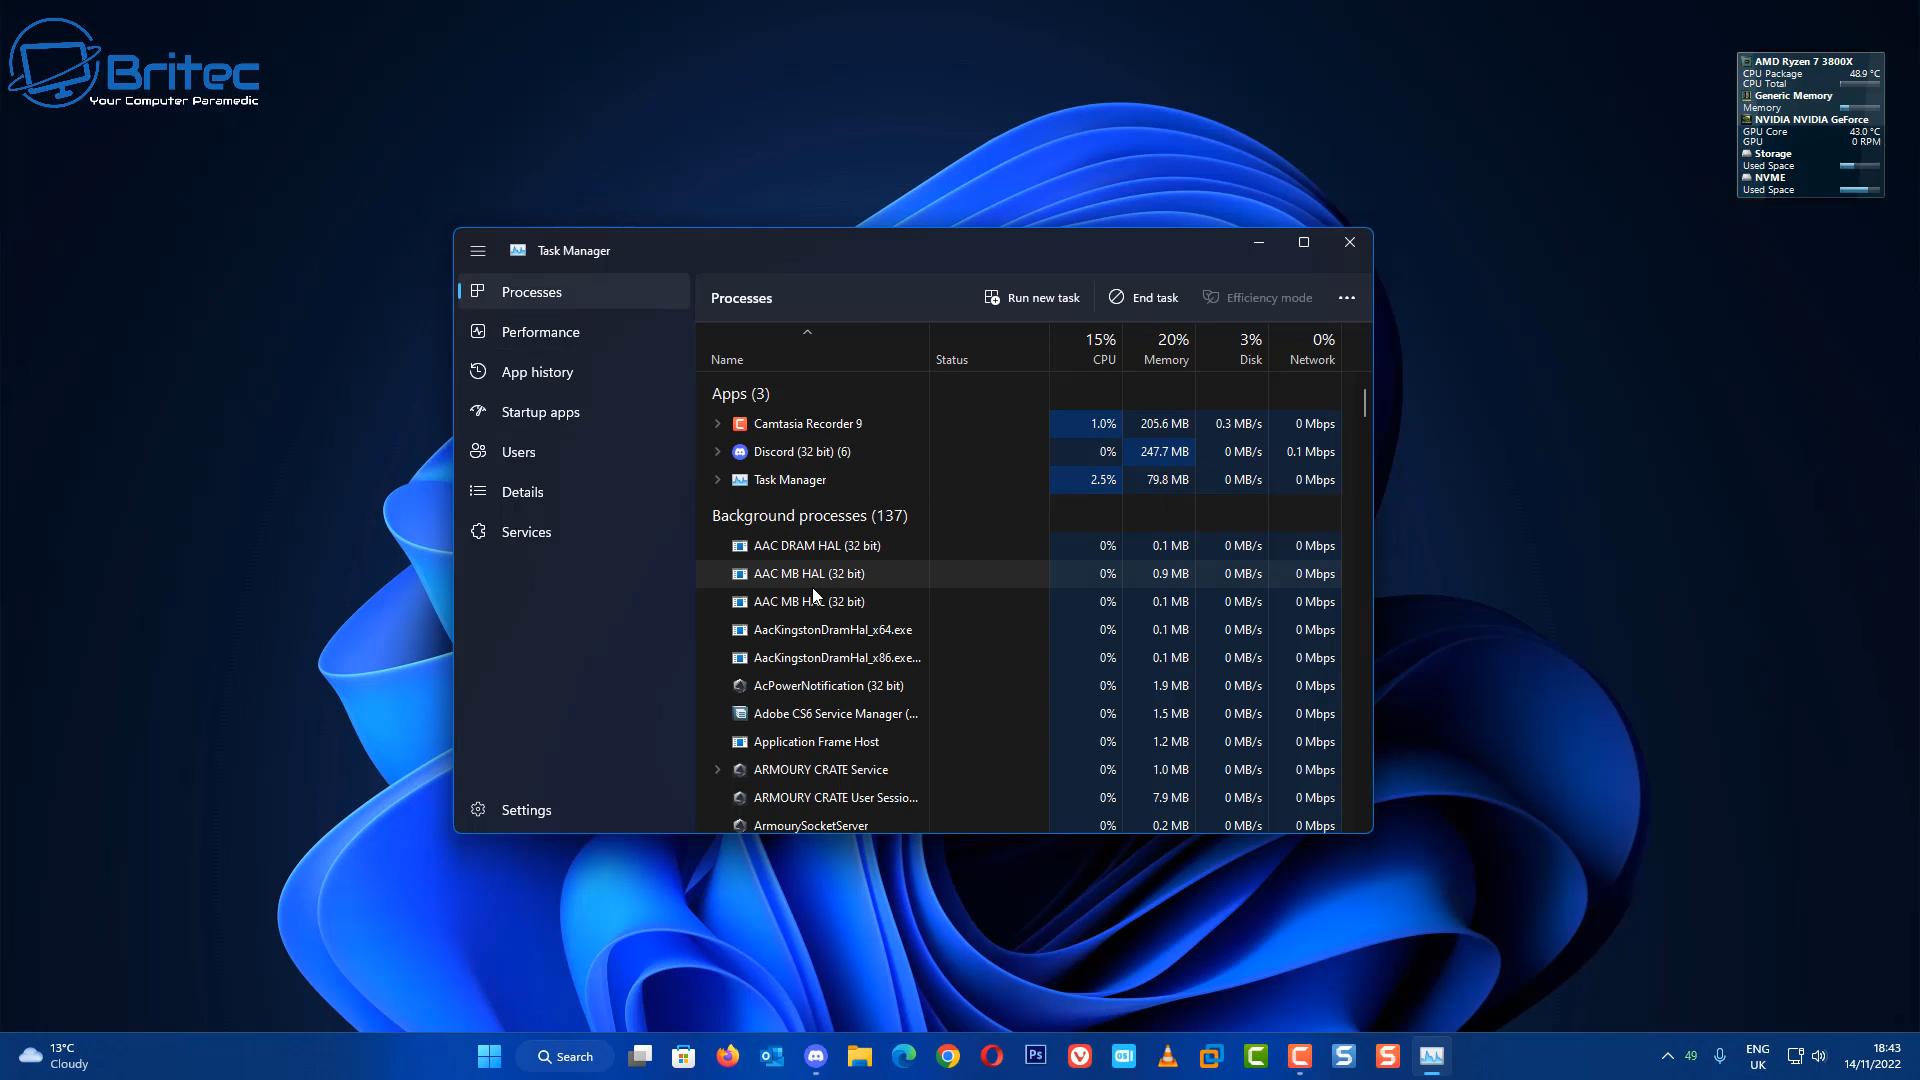 Britec
Your Computer Paramedic
AMD Ryzen 7 3800X
CPU Package 48.9 °C
CPU Total
Generic Memory
Memory
NVIDIA NVIDIA GeForce
GPU Core 43.0 °C
GPU 0 RPM
Storage
Used Space
NVME
Used Space
Task Manager
Processes
Performance
App history
Startup apps
Users
Details
Services
Settings
Processes
Run new task
End task
Efficiency mode
15% 20% 3% 0%
Name Status CPU Memory Disk Network
Apps (3)
Camtasia Recorder 9 1.0% 205.6 MB 0.3 MB/s 0 Mbps
Discord (32 bit) (6) 0% 247.7 MB 0 MB/s 0.1 Mbps
Task Manager 2.5% 79.8 MB 0 MB/s 0 Mbps
Background processes (137)
AAC DRAM HAL (32 bit) 0% 0.1 MB 0 MB/s 0 Mbps
AAC MB HAL (32 bit) 0% 0.9 MB 0 MB/s 0 Mbps
AAC MB HAL (32 bit) 0% 0.1 MB 0 MB/s 0 Mbps
AacKingstonDramHal_x64.exe 0% 0.1 MB 0 MB/s 0 Mbps
AacKingstonDramHal_x86.exe... 0% 0.1 MB 0 MB/s 0 Mbps
AcPowerNotification (32 bit) 0% 1.9 MB 0 MB/s 0 Mbps
Adobe CS6 Service Manager (... 0% 1.5 MB 0 MB/s 0 Mbps
Application Frame Host 0% 1.2 MB 0 MB/s 0 Mbps
ARMOURY CRATE Service 0% 1.0 MB 0 MB/s 0 Mbps
ARMOURY CRATE User Sessio... 0% 7.9 MB 0 MB/s 0 Mbps
ArmourySocketServer 0% 0.2 MB 0 MB/s 0 Mbps
13°C
Cloudy
Search
Ps
49
ENG
UK
18:43
14/11/2022